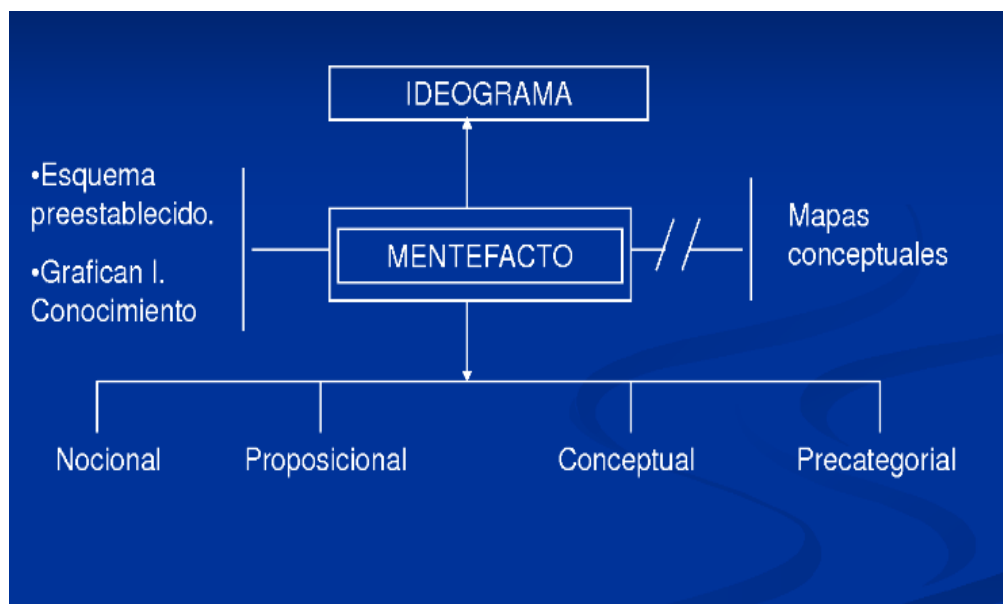 IDEOGRAMA
•Esquema
preestablecido.
•Grafican I.
Conocimiento
MENTEFACTO
Mapas
conceptuales
Nocional
Proposicional
Conceptual
Precategorial